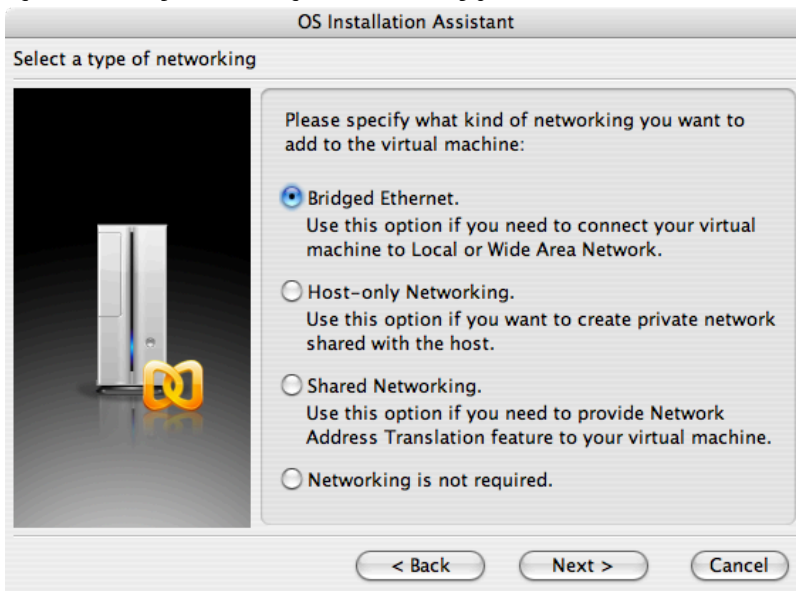 OS Installation Assistant
Select a type of networking
Please specify what kind of networking you want to
add to the virtual machine:
Bridged Ethernet.
Use this option if you need to connect your virtual
machine to Local or Wide Area Network.
Host-only Networking.
Use this option if you want to create private network
shared with the host.
Shared Networking.
Use this option if you need to provide Network
Address Translation feature to your virtual machine.
Networking is not required.
< Back
Next >
Cancel